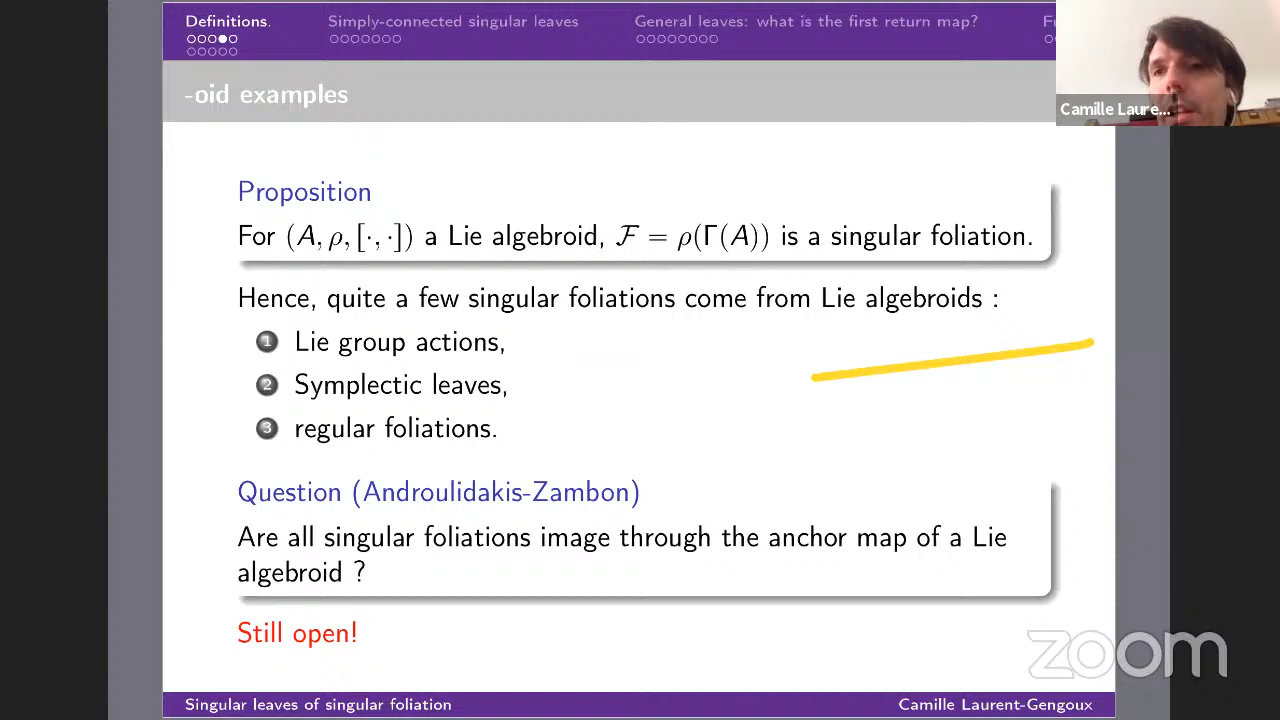 Definitions.
Simply-connected singular leaves
General leaves: what is the first return map?
-oid examples
Camille Laure...
Proposition
For (A, ρ, [·, ·]) a Lie algebroid, ℱ = ρ(Γ(A)) is a singular foliation.
Hence, quite a few singular foliations come from Lie algebroids :
1 Lie group actions,
2 Symplectic leaves,
3 regular foliations.
Question (Androulidakis-Zambon)
Are all singular foliations image through the anchor map of a Lie
algebroid ?
Still open!
zoom
Singular leaves of singular foliation
Camille Laurent-Gengoux